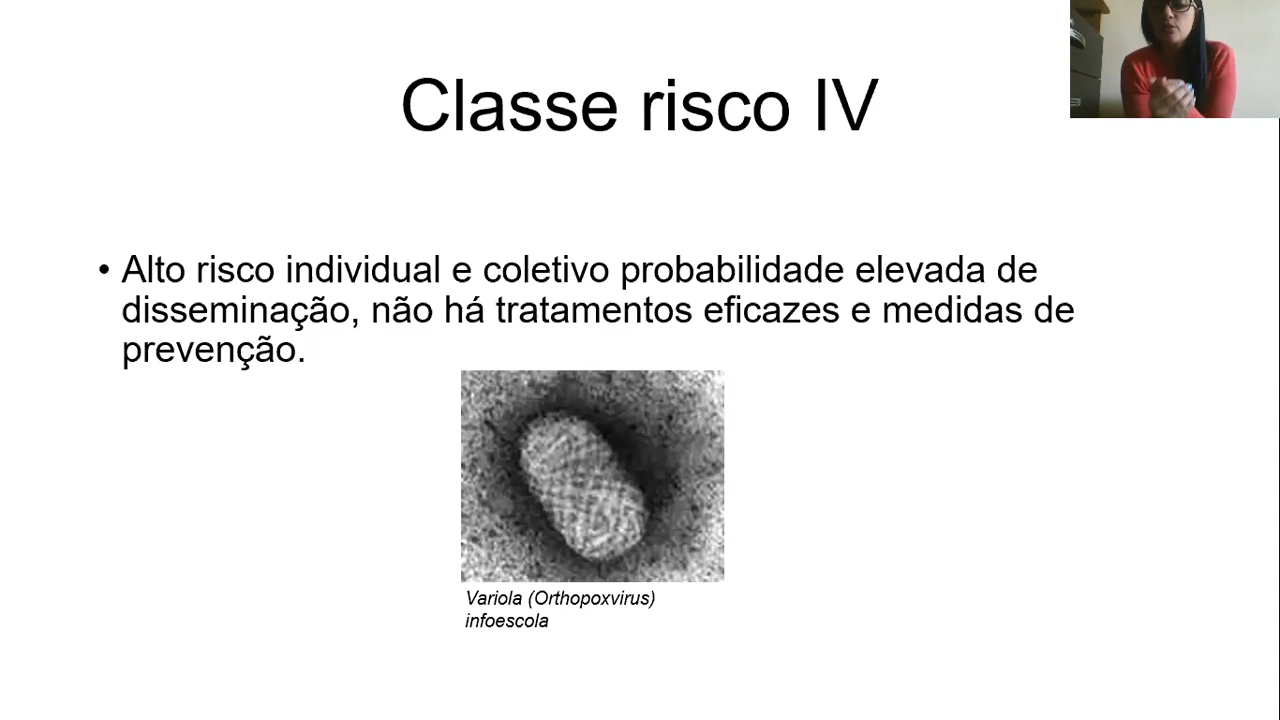 Classe risco IV
• Alto risco individual e coletivo probabilidade elevada de
disseminação, não há tratamentos eficazes e medidas de
prevenção.
Variola (Orthopoxvirus)
infoescola